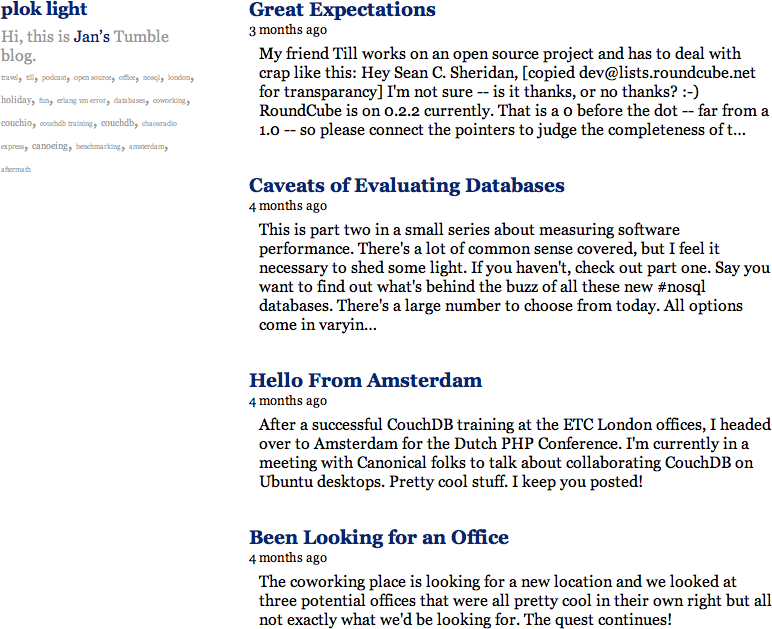 plok light
Hi, this is Jan's Tumble
blog.
travel, till, podcast, open source, office, nosql, london,
holiday, fun, erlang vm error, databases, coworking,
couchio, couchdb training, couchdb, chaosradio
express, canoeing, benchmarking, amsterdam,
aftermath
Great Expectations
3 months ago
My friend Till works on an open source project and has to deal with
crap like this: Hey Sean C. Sheridan, [copied dev@lists.roundcube.net
for transparancy] I'm not sure -- is it thanks, or no thanks? :-)
RoundCube is on 0.2.2 currently. That is a 0 before the dot -- far from a
1.0 -- so please connect the pointers to judge the completeness of t...
Caveats of Evaluating Databases
4 months ago
This is part two in a small series about measuring software
performance. There's a lot of common sense covered, but I feel it
necessary to shed some light. If you haven't, check out part one. Say you
want to find out what's behind the buzz of all these new #nosql
databases. There's a large number to choose from today. All options
come in varyin...
Hello From Amsterdam
4 months ago
After a successful CouchDB training at the ETC London offices, I headed
over to Amsterdam for the Dutch PHP Conference. I'm currently in a
meeting with Canonical folks to talk about collaborating CouchDB on
Ubuntu desktops. Pretty cool stuff. I keep you posted!
Been Looking for an Office
4 months ago
The coworking place is looking for a new location and we looked at
three potential offices that were all pretty cool in their own right but all
not exactly what we'd be looking for. The quest continues!